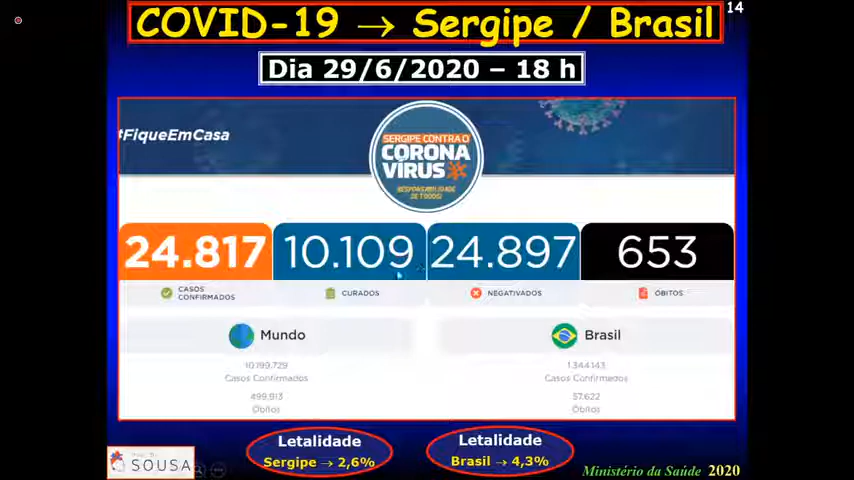 COVID-19 → Sergipe / Brasil
14
Dia 29/6/2020 – 18 h
#FiqueEmCasa
SERGIPE CONTRA O
CORONA
VÍRUS
RESPONSABILIDADE
DE TODOS!
24.817
10.109
24.897
653
CASOS
CONFIRMADOS
CURADOS
NEGATIVADOS
ÓBITOS
Mundo
Brasil
10.199.729
1.344.143
Casos Confirmados
Casos Confirmados
499.913
57.622
Óbitos
Óbitos
Letalidade
Sergipe → 2,6%
Letalidade
Brasil → 4,3%
SOUSA
Ministério da Saúde 2020